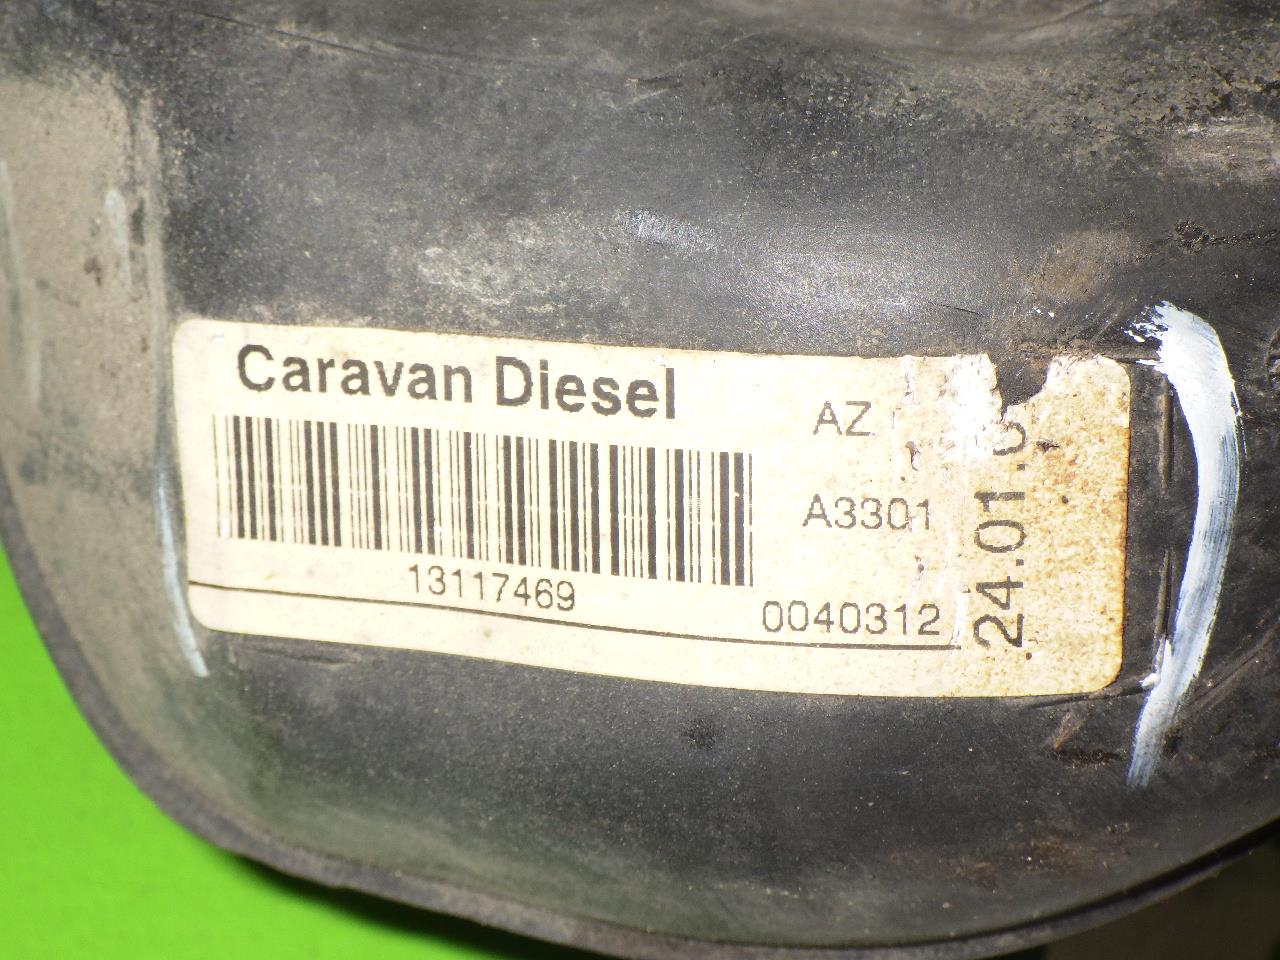 Caravan Diesel
AZ
A3301
13117469
0040312
24.01.